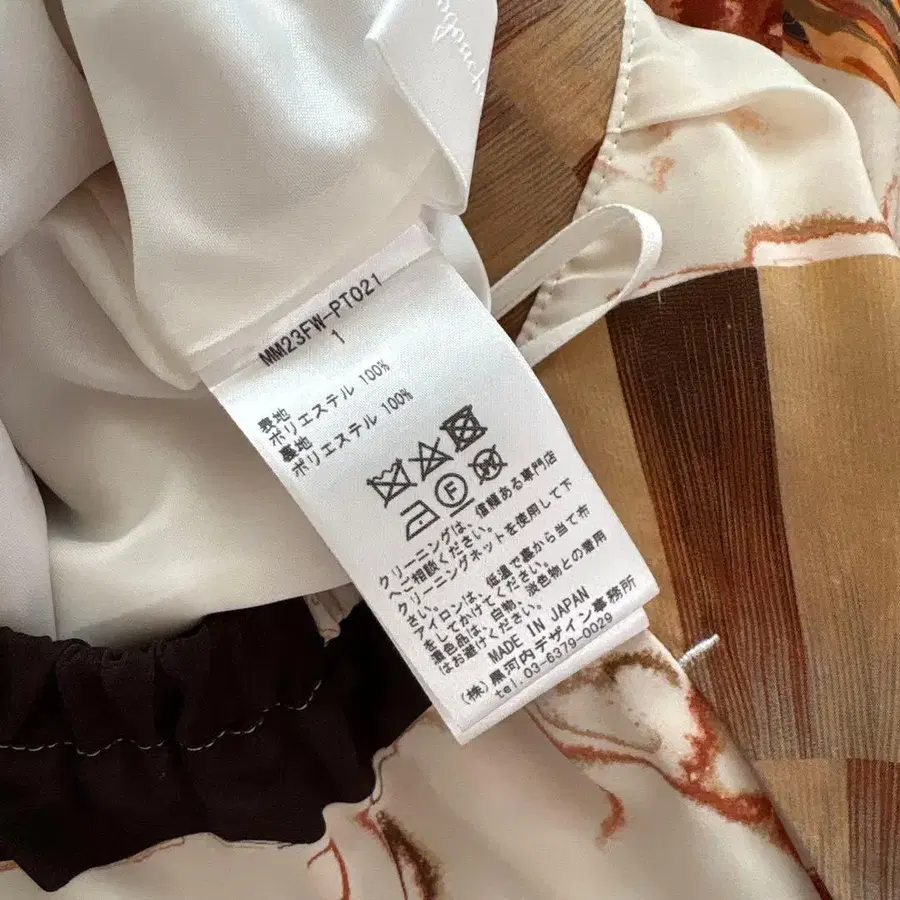 MM23FW-PT021
1
表地
ポリエステル 100%
裏地
ポリエステル 100%
F
W
クリーニングは、信頼ある専門店
へご相談ください。
クリーニングネットを使用して下
さい。
アイロンは、低温で裏から当て布
をしてかけてください。
濃色品は、白物、淡色物との着用
はお避けください。
MADE IN JAPAN
(株)黒河内デザイン事務所
tel.03-6379-0029